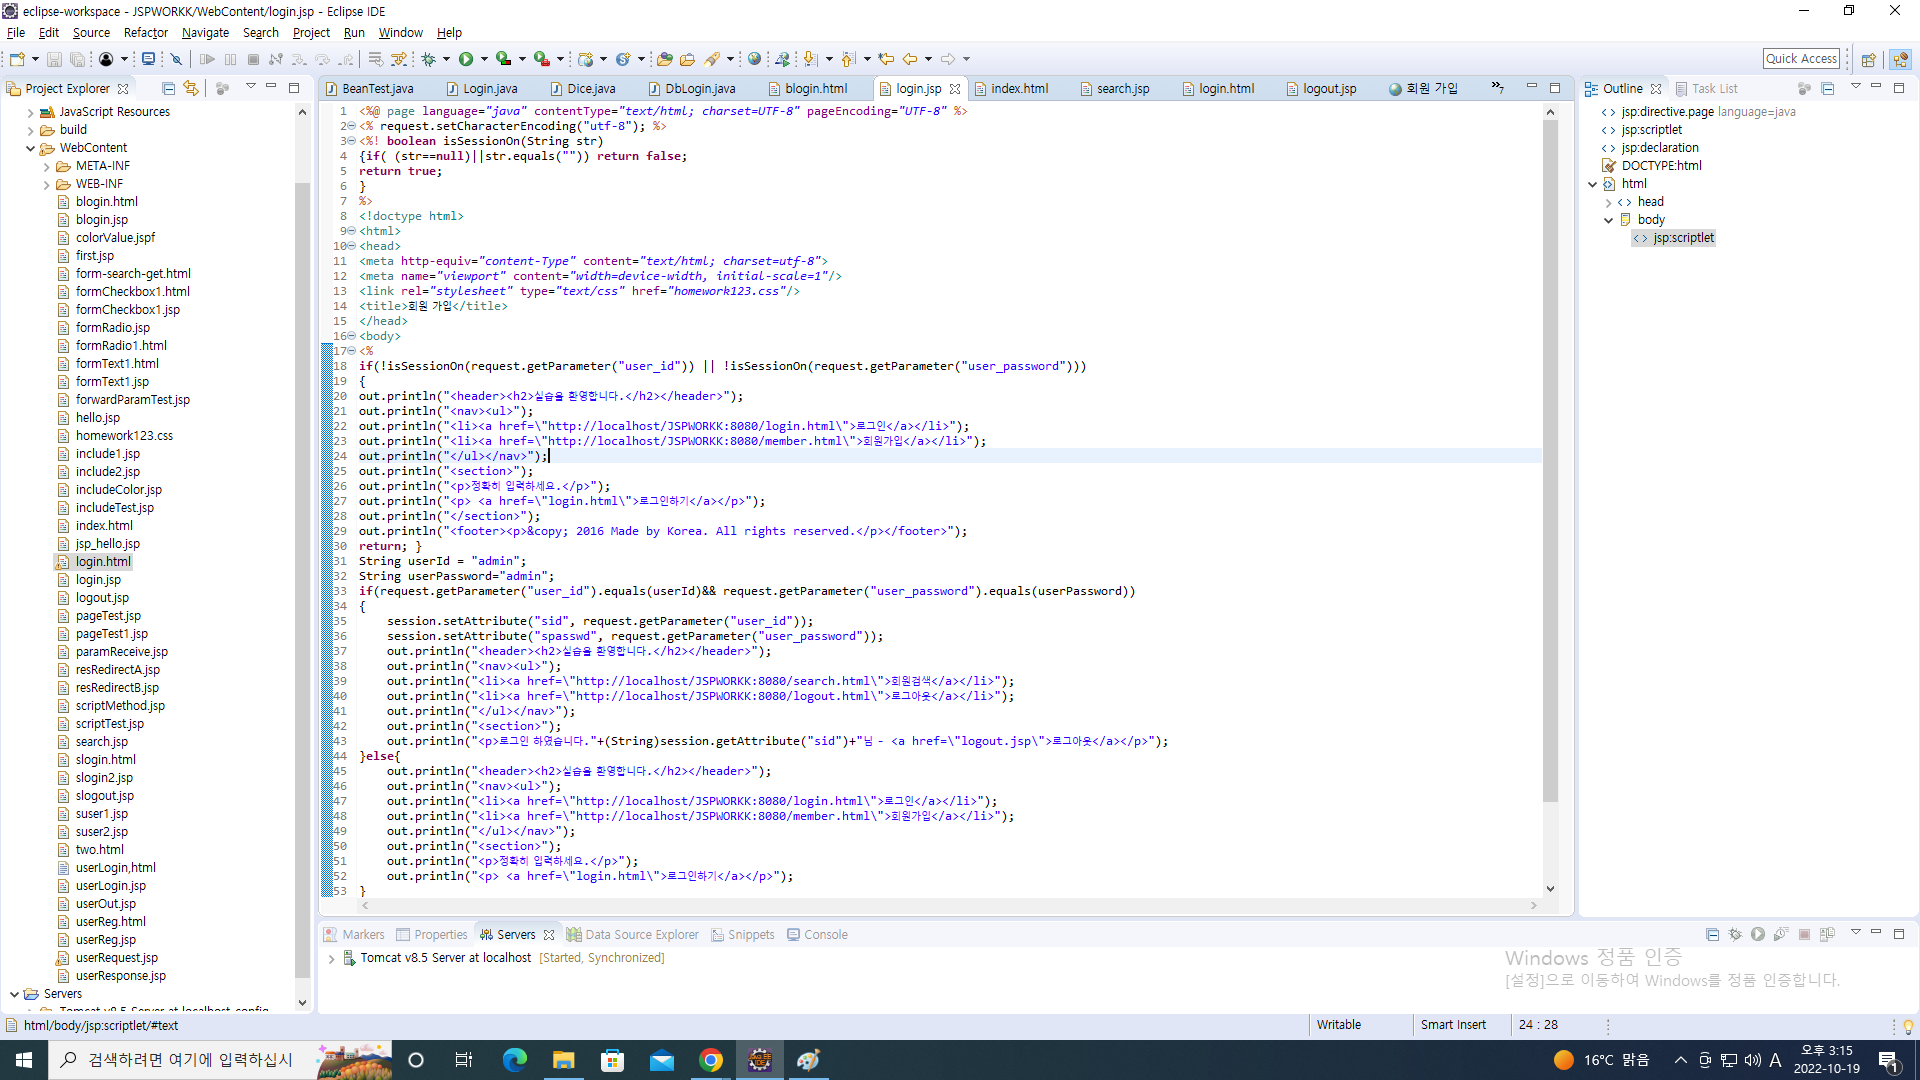 eclipse-workspace - JSPWORKK/WebContent/login.jsp - Eclipse IDE
File Edit Source Refactor Navigate Search Project Run Window Help
Quick Access
Project Explorer
JavaScript Resources
build
WebContent
META-INF
WEB-INF
blogin.html
blogin.jsp
colorValue.jspf
first.jsp
form-search-get.html
formCheckbox1.html
formCheckbox1.jsp
formRadio.jsp
formRadio1.html
formText1.html
formText1.jsp
forwardParamTest.jsp
hello.jsp
homework123.css
include1.jsp
include2.jsp
includeColor.jsp
includeTest.jsp
index.html
jsp_hello.jsp
login.html
login.jsp
logout.jsp
pageTest.jsp
pageTest1.jsp
paramReceive.jsp
resRedirectA.jsp
resRedirectB.jsp
scriptMethod.jsp
scriptTest.jsp
search.jsp
slogin.html
slogin2.jsp
slogout.jsp
suser1.jsp
suser2.jsp
two.html
userLogin,html
userLogin.jsp
userOut.jsp
userReg.html
userReg.jsp
userRequest.jsp
userResponse.jsp
Servers
Tomcat v8.5 Server at localhost-config
BeanTest.java Login.java Dice.java DbLogin.java blogin.html login.jsp index.html search.jsp login.html logout.jsp 회원 가입 »7
1 <%@ page language="java" contentType="text/html; charset=UTF-8" pageEncoding="UTF-8" %>
2 <% request.setCharacterEncoding("utf-8"); %>
3 <%! boolean isSessionOn(String str)
4 {if( (str==null)||str.equals("")) return false;
5 return true;
6 }
7 %>
8 <!doctype html>
9 <html>
10 <head>
11 <meta http-equiv="content-Type" content="text/html; charset=utf-8">
12 <meta name="viewport" content="width=device-width, initial-scale=1"/>
13 <link rel="stylesheet" type="text/css" href="homework123.css"/>
14 <title>회원 가입</title>
15 </head>
16 <body>
17 <%
18 if(!isSessionOn(request.getParameter("user_id")) || !isSessionOn(request.getParameter("user_password")))
19 {
20 out.println("<header><h2>실습을 환영합니다.</h2></header>");
21 out.println("<nav><ul>");
22 out.println("<li><a href=\"http://localhost/JSPWORKK:8080/login.html\">로그인</a></li>");
23 out.println("<li><a href=\"http://localhost/JSPWORKK:8080/member.html\">회원가입</a></li>");
24 out.println("</ul></nav>");
25 out.println("<section>");
26 out.println("<p>정확히 입력하세요.</p>");
27 out.println("<p> <a href=\"login.html\">로그인하기</a></p>");
28 out.println("</section>");
29 out.println("<footer><p>&copy; 2016 Made by Korea. All rights reserved.</p></footer>");
30 return; }
31 String userId = "admin";
32 String userPassword="admin";
33 if(request.getParameter("user_id").equals(userId)&& request.getParameter("user_password").equals(userPassword))
34 {
35 session.setAttribute("sid", request.getParameter("user_id"));
36 session.setAttribute("spasswd", request.getParameter("user_password"));
37 out.println("<header><h2>실습을 환영합니다.</h2></header>");
38 out.println("<nav><ul>");
39 out.println("<li><a href=\"http://localhost/JSPWORKK:8080/search.html\">회원검색</a></li>");
40 out.println("<li><a href=\"http://localhost/JSPWORKK:8080/logout.html\">로그아웃</a></li>");
41 out.println("</ul></nav>");
42 out.println("<section>");
43 out.println("<p>로그인 하였습니다."+(String)session.getAttribute("sid")+"님 - <a href=\"logout.jsp\">로그아웃</a></p>");
44 }else{
45 out.println("<header><h2>실습을 환영합니다.</h2></header>");
46 out.println("<nav><ul>");
47 out.println("<li><a href=\"http://localhost/JSPWORKK:8080/login.html\">로그인</a></li>");
48 out.println("<li><a href=\"http://localhost/JSPWORKK:8080/member.html\">회원가입</a></li>");
49 out.println("</ul></nav>");
50 out.println("<section>");
51 out.println("<p>정확히 입력하세요.</p>");
52 out.println("<p> <a href=\"login.html\">로그인하기</a></p>");
53 }
Outline Task List
jsp:directive.page language=java
jsp:scriptlet
jsp:declaration
DOCTYPE:html
html
head
body
jsp:scriptlet
Markers Properties Servers Data Source Explorer Snippets Console
Tomcat v8.5 Server at localhost [Started, Synchronized]
Windows 정품 인증
[설정]으로 이동하여 Windows를 정품 인증합니다.
html/body/jsp:scriptlet/#text
Writable Smart Insert 24 : 28
검색하려면 여기에 입력하십시
16°C 맑음
A
오후 3:15
2022-10-19
1